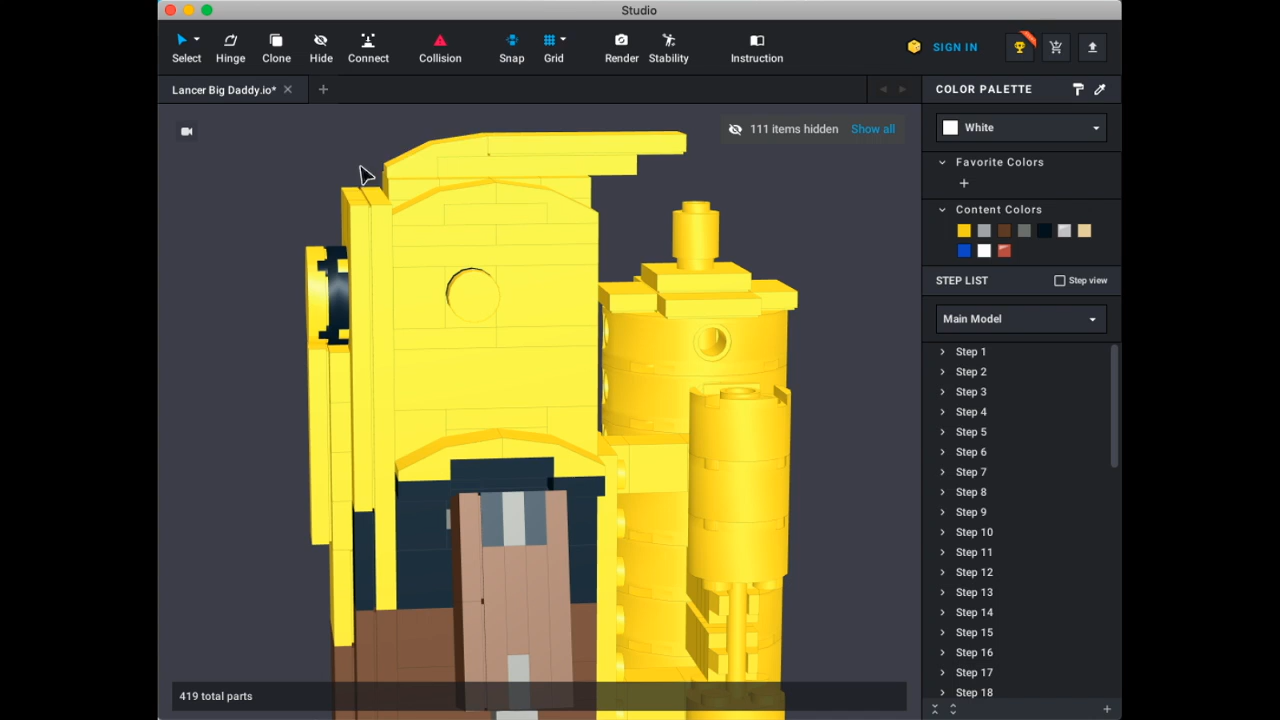 Studio
Select Hinge Clone Hide Connect Collision Snap Grid Render Stability Instruction SIGN IN
Lancer Big Daddy.io*
COLOR PALETTE
111 items hidden Show all
White
Favorite Colors
Content Colors
STEP LIST Step view
Main Model
Step 1
Step 2
Step 3
Step 4
Step 5
Step 6
Step 7
Step 8
Step 9
Step 10
Step 11
Step 12
Step 13
Step 14
Step 15
Step 16
Step 17
Step 18
419 total parts